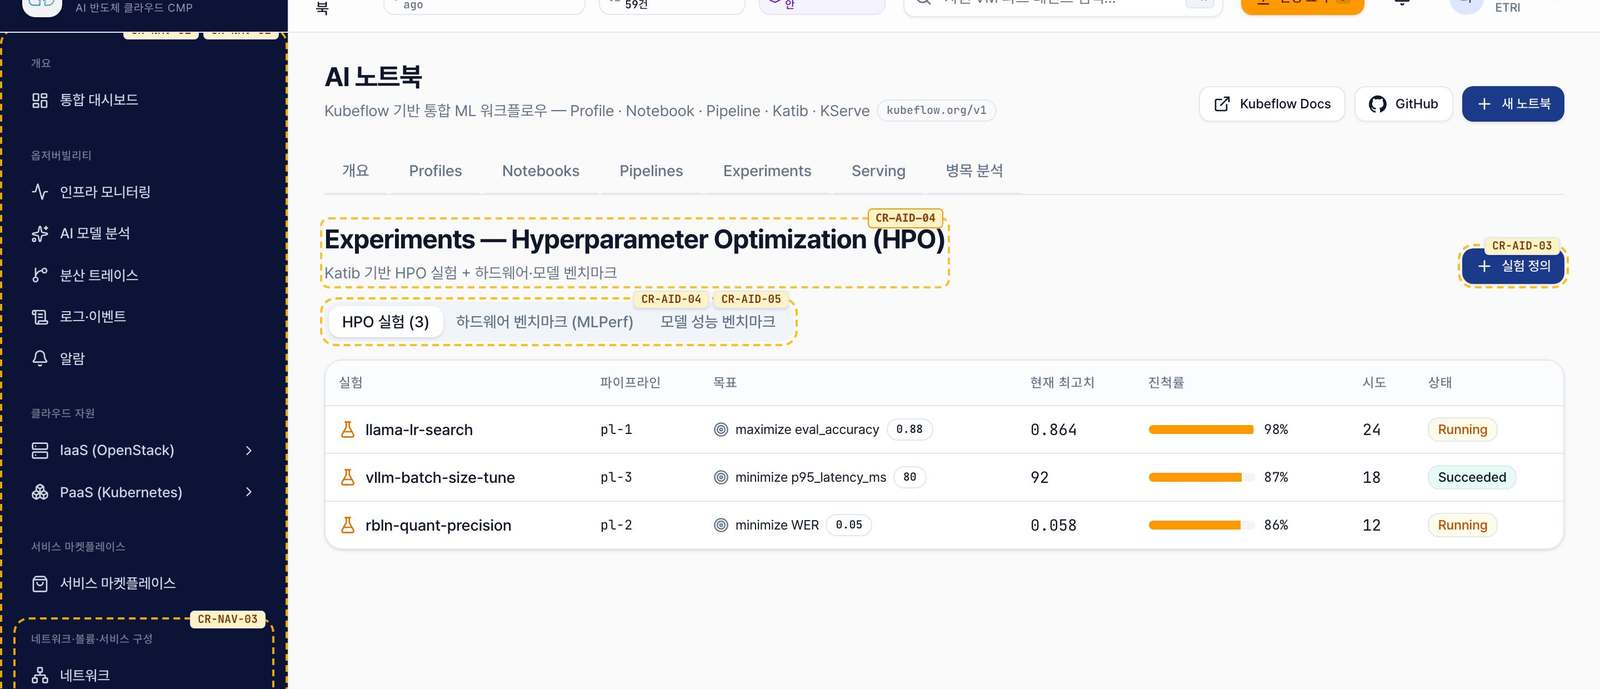 AI 반도체 클라우드 CMP
북
ago
59건
안
ETRI
개요
통합 대시보드
옵저버빌리티
인프라 모니터링
AI 모델 분석
분산 트레이스
로그·이벤트
알람
클라우드 자원
IaaS (OpenStack)
PaaS (Kubernetes)
서비스 마켓플레이스
서비스 마켓플레이스
CR-NAV-03
네트워크·볼륨·서비스 구성
네트워크
AI 노트북
Kubeflow 기반 통합 ML 워크플로우 — Profile · Notebook · Pipeline · Katib · KServe kubeflow.org/v1
Kubeflow Docs GitHub + 새 노트북
개요 Profiles Notebooks Pipelines Experiments Serving 병목 분석
CR-AID-04
Experiments — Hyperparameter Optimization (HPO)
Katib 기반 HPO 실험 + 하드웨어·모델 벤치마크
CR-AID-03
+ 실험 정의
CR-AID-04 CR-AID-05
HPO 실험 (3) 하드웨어 벤치마크 (MLPerf) 모델 성능 벤치마크
실험 파이프라인 목표 현재 최고치 진척률 시도 상태
llama-lr-search pl-1 maximize eval_accuracy 0.88 0.864 98% 24 Running
vllm-batch-size-tune pl-3 minimize p95_latency_ms 80 92 87% 18 Succeeded
rbln-quant-precision pl-2 minimize WER 0.05 0.058 86% 12 Running